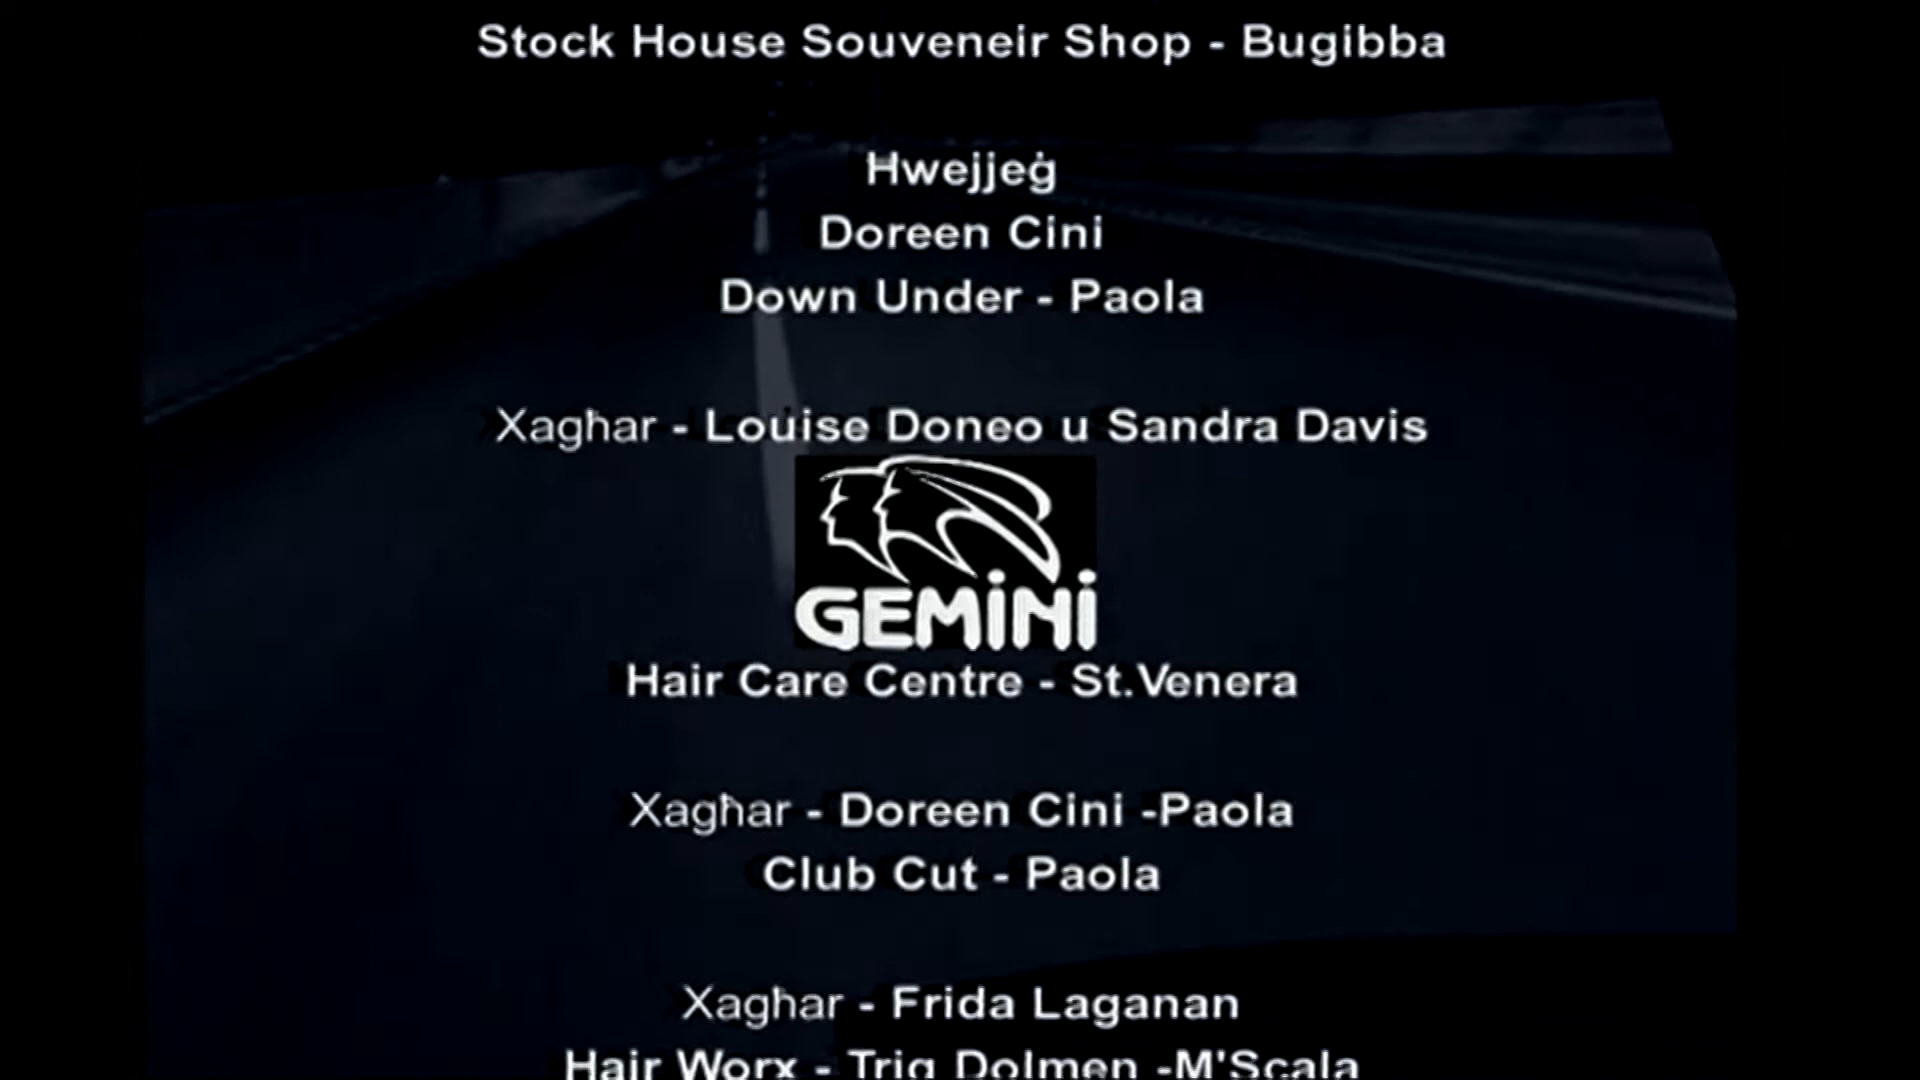 Stock House Souveneir Shop - Bugibba
Ħwejjeġ
Doreen Cini
Down Under - Paola
Xagħar - Louise Doneo u Sandra Davis
GEMiNi
Hair Care Centre - St.Venera
Xagħar - Doreen Cini -Paola
Club Cut - Paola
Xagħar - Frida Laganan
Hair Worx - Triq Dolmen -M'Scala